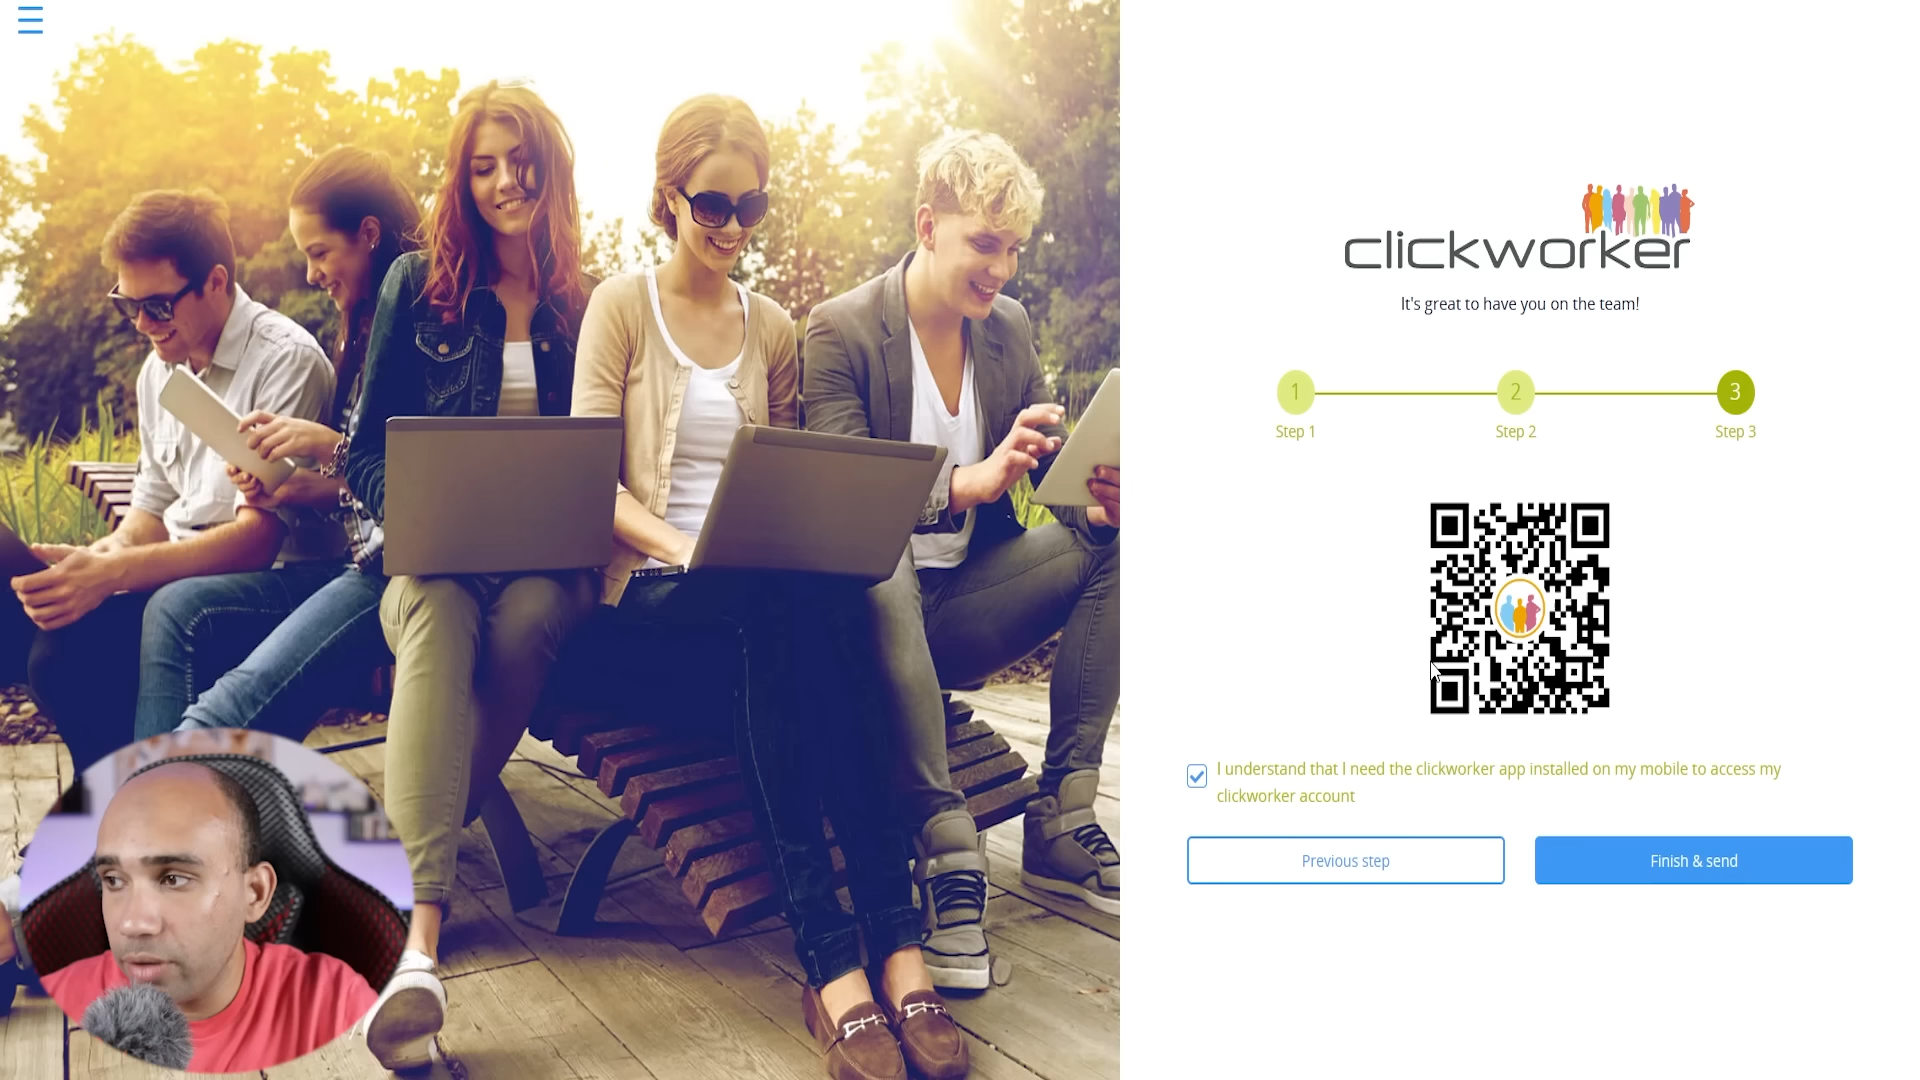 clickworker
It's great to have you on the team!
1 2 3
Step 1 Step 2 Step 3
I understand that I need the clickworker app installed on my mobile to access my
clickworker account
Previous step Finish & send